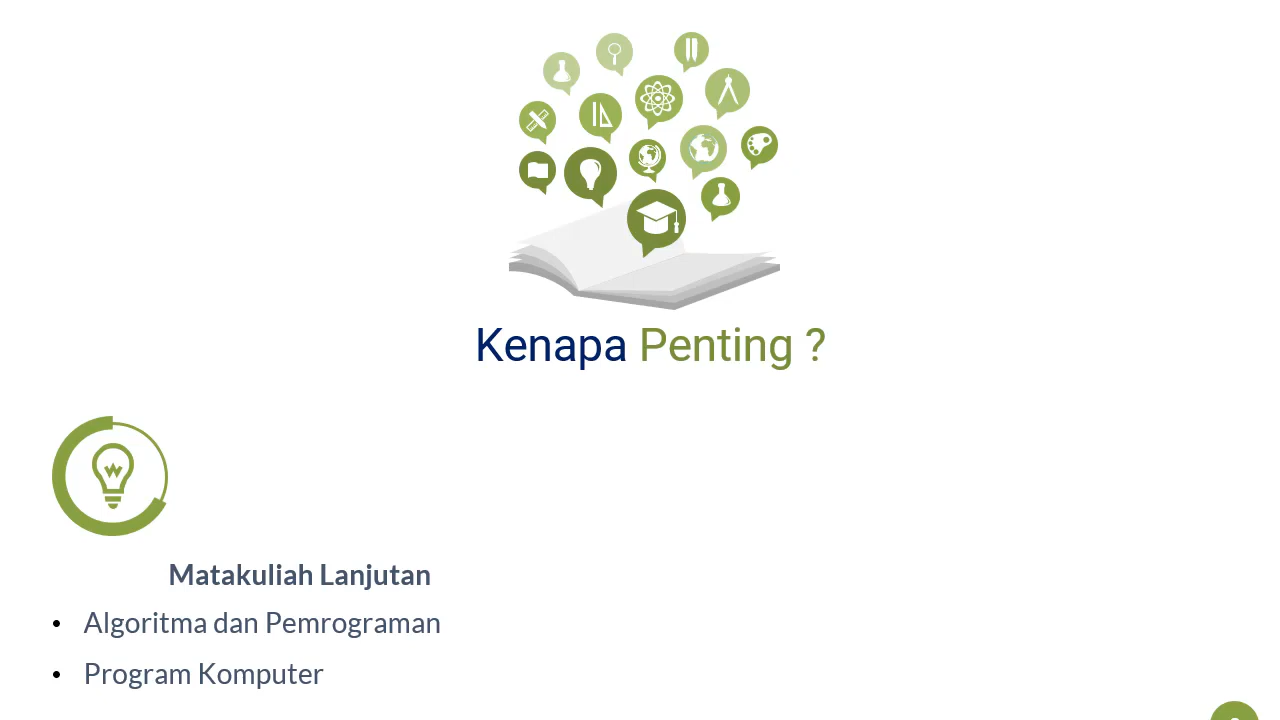 Kenapa Penting ?
Matakuliah Lanjutan
• Algoritma dan Pemrograman
• Program Komputer